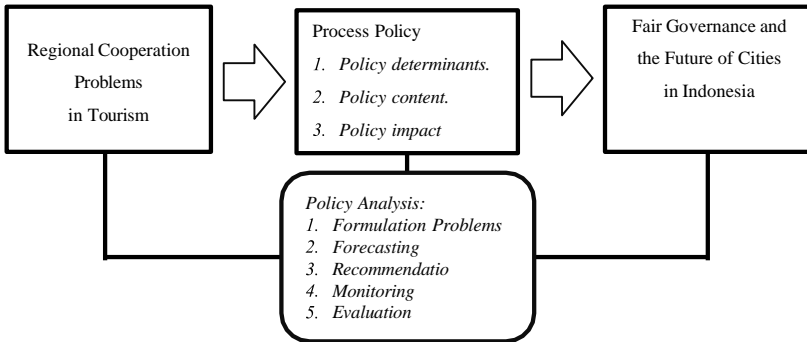 Regional Cooperation
Problems
in Tourism
Process Policy
1. Policy determinants.
2. Policy content.
3. Policy impact
Fair Governance and
the Future of Cities
in Indonesia
Policy Analysis:
1. Formulation Problems
2. Forecasting
3. Recommendatio
4. Monitoring
5. Evaluation